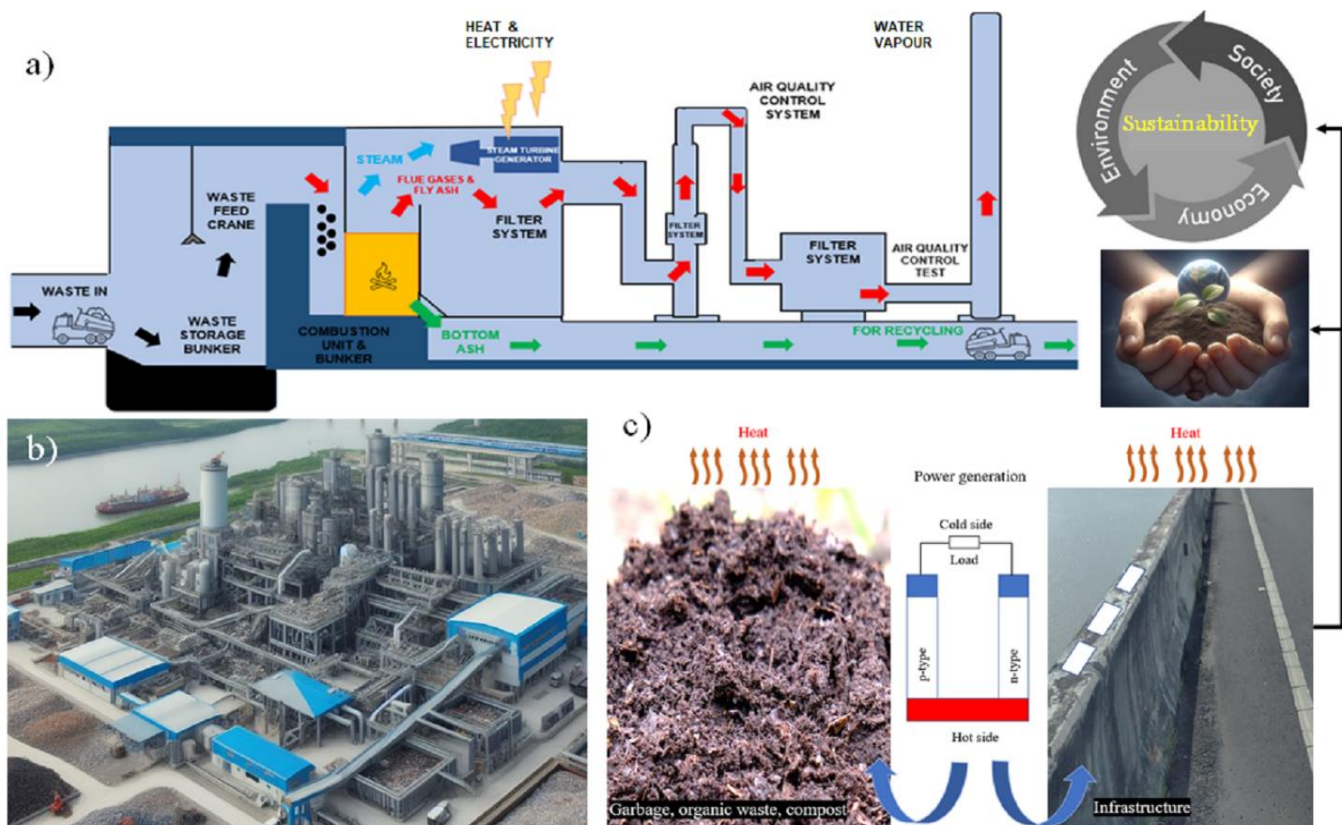 a)
HEAT &
ELECTRICITY
WATER
VAPOUR
AIR QUALITY
CONTROL
SYSTEM
STEAM
STEAM TURBINE
GENERATOR
FLUE GASES &
FLY ASH
WASTE
FEED
CRANE
FILTER
SYSTEM
FILTER
SYSTEM
FILTER
SYSTEM
AIR QUALITY
CONTROL
TEST
WASTE IN
WASTE
STORAGE
BUNKER
COMBUSTION
UNIT &
BUNKER
BOTTOM
ASH
FOR RECYCLING
Environment
Society
Sustainability
Economy
b)
c)
Heat
Heat
Power generation
Cold side
Load
p-type
n-type
Hot side
Garbage, organic waste, compost
Infrastructure